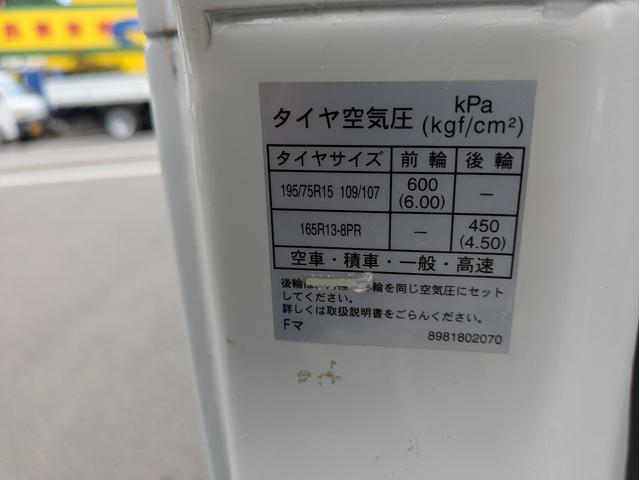 タイヤ空気圧 kPa (kgf/cm²)
タイヤサイズ 前輪 後輪
195/75R15 109/107 600 (6.00) －
165R13-8PR － 450 (4.50)
空車・積車・一般・高速
後輪は 輪を同じ空気圧にセット
してください。
詳しくは取扱説明書をごらんください。
Fマ 8981802070